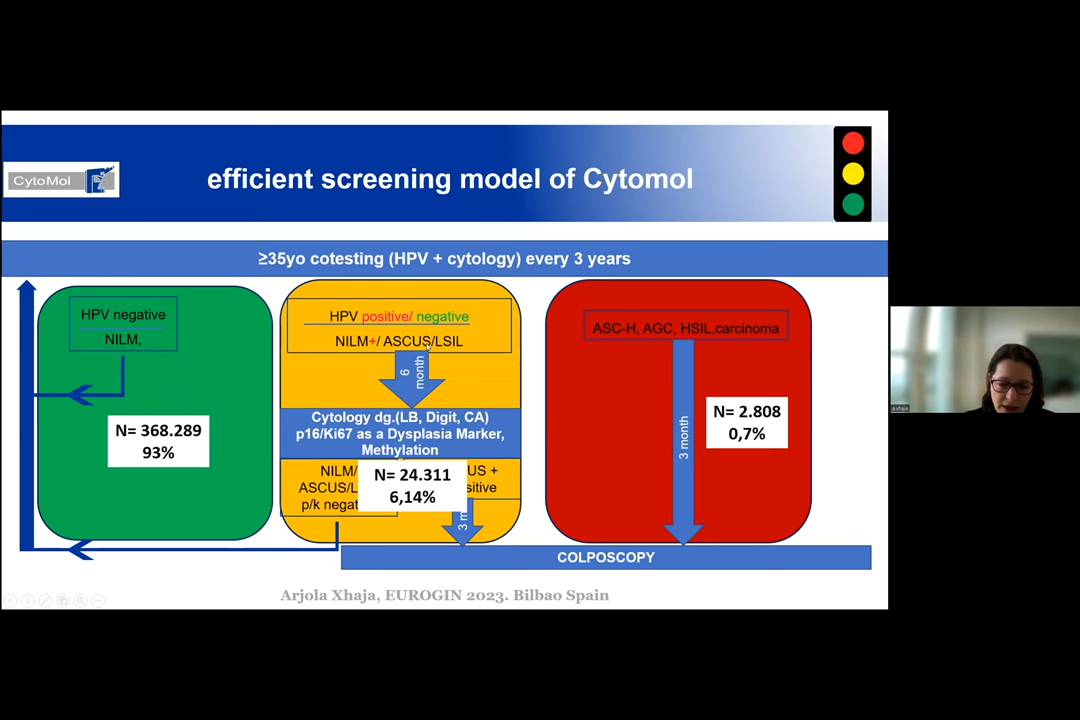 CytoMol
efficient screening model of Cytomol
≥35yo cotesting (HPV + cytology) every 3 years
HPV negative
NILM,
N= 368.289
93%
HPV positive/ negative
NILM+/ ASCUS/LSIL
6
month
Cytology dg.(LB, Digit, CA)
p16/Ki67 as a Dysplasia Marker,
Methylation
NILM/
ASCUS/L
p/k negat
N= 24.311
6,14%
US +
sitive
3 m
ASC-H, AGC, HSIL,carcinoma
3 month
N= 2.808
0,7%
COLPOSCOPY
Arjola Xhaja, EUROGIN 2023. Bilbao Spain
a.xhaja